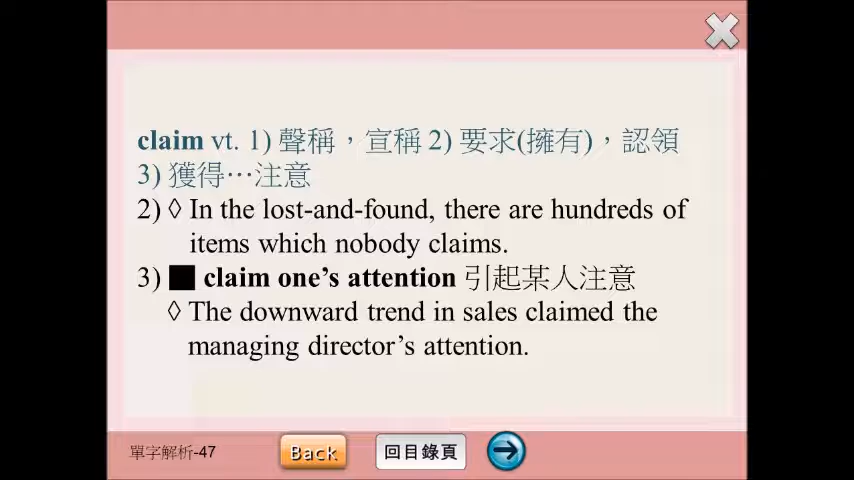 claim vt. 1) 聲稱，宣稱 2) 要求(擁有)，認領
3) 獲得…注意
2) ◊ In the lost-and-found, there are hundreds of
items which nobody claims.
3) ■ claim one’s attention 引起某人注意
◊ The downward trend in sales claimed the
managing director’s attention.
單字解析-47
Back
回目錄頁